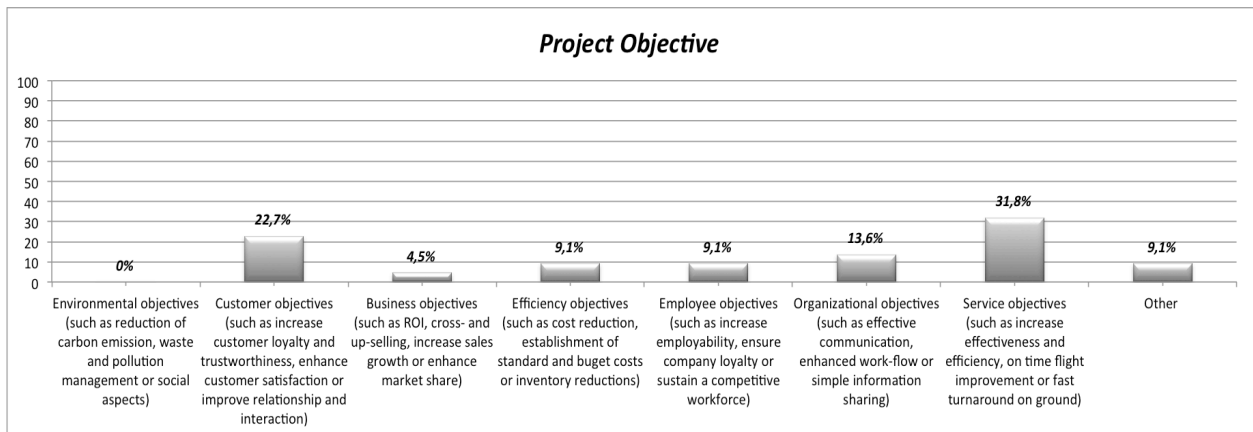 Project Objective
100
90
80
70
60
50
40
30
20
10
0
0%
22,7%
4,5%
9,1%
9,1%
13,6%
31,8%
9,1%
Environmental objectives
(such as reduction of
carbon emission, waste
and pollution
management or social
aspects)
Customer objectives
(such as increase
customer loyalty and
trustworthiness, enhance
customer satisfaction or
improve relationship and
interaction)
Business objectives
(such as ROI, cross- and
up-selling, increase sales
growth or enhance
market share)
Efficiency objectives
(such as cost reduction,
establishment of
standard and buget costs
or inventory reductions)
Employee objectives
(such as increase
employability, ensure
company loyalty or
sustain a competitive
workforce)
Organizational objectives
(such as effective
communication,
enhanced work-flow or
simple information
sharing)
Service objectives
(such as increase
effectiveness and
efficiency, on time flight
improvement or fast
turnaround on ground)
Other